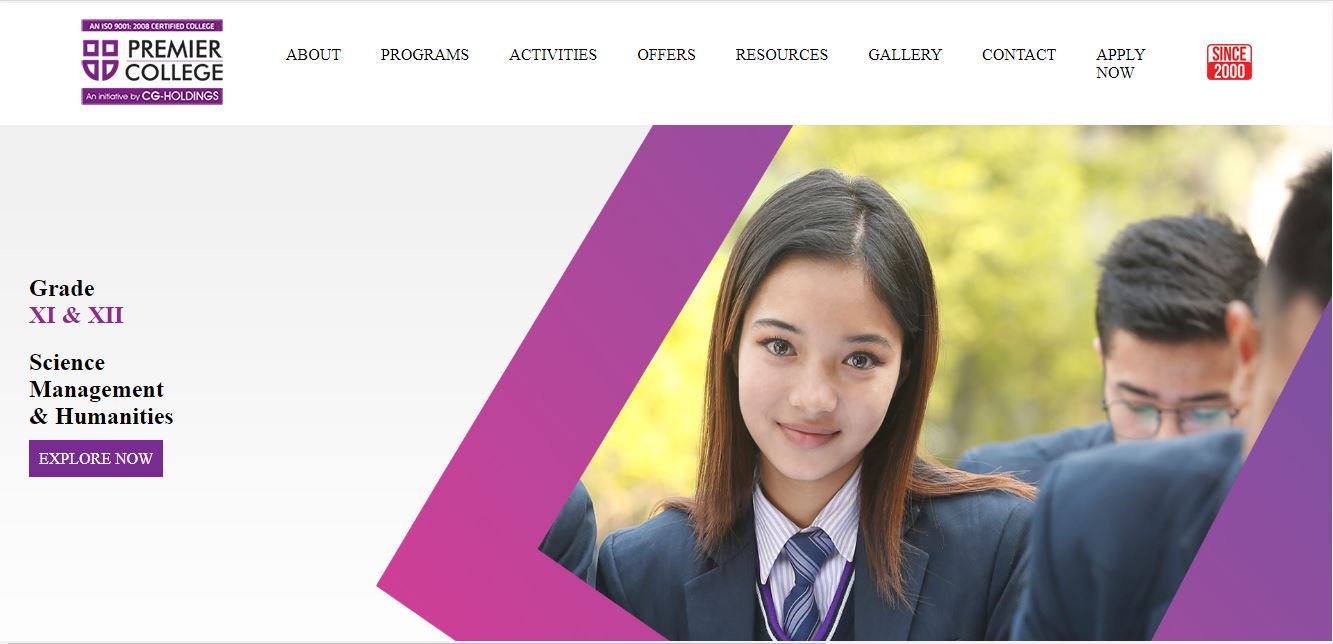 AN ISO 9001: 2008 CERTIFIED COLLEGE
PREMIER
COLLEGE
An initiative by CG-HOLDINGS
ABOUT
PROGRAMS
ACTIVITIES
OFFERS
RESOURCES
GALLERY
CONTACT
APPLY
NOW
SINCE
2000
Grade
XI & XII
Science
Management
& Humanities
EXPLORE NOW